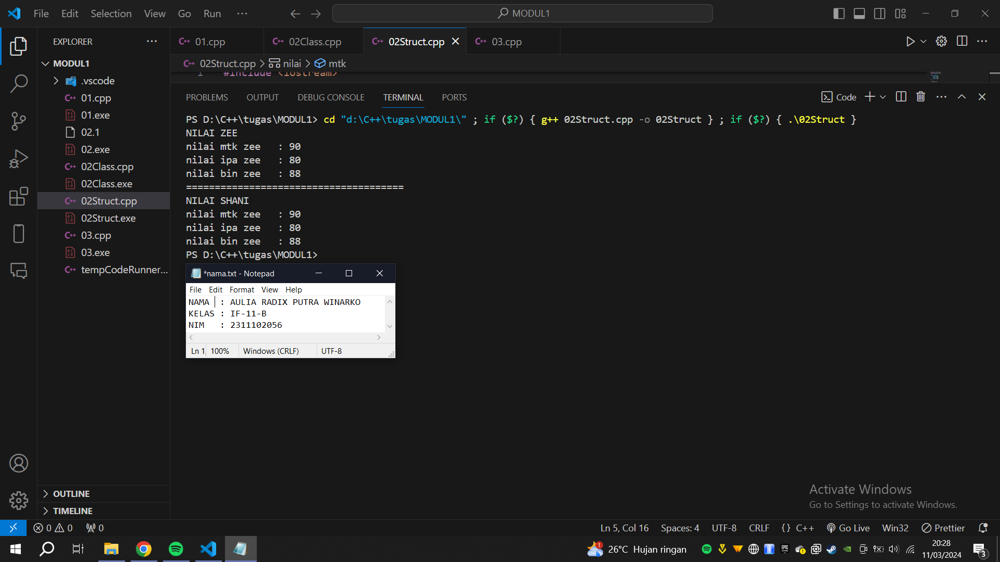 File Edit Selection View Go Run ···
MODUL1
EXPLORER ···
MODUL1
.vscode
01.cpp
01.exe
02.1
02.exe
02Class.cpp
02Class.exe
02Struct.cpp
02Struct.exe
03.cpp
03.exe
tempCodeRunner...
OUTLINE
TIMELINE
01.cpp 02Class.cpp 02Struct.cpp 03.cpp
02Struct.cpp > nilai > mtk
1 #include <iostream>
PROBLEMS OUTPUT DEBUG CONSOLE TERMINAL PORTS
Code
PS D:\C++\tugas\MODUL1> cd "d:\C++\tugas\MODUL1\" ; if ($?) { g++ 02Struct.cpp -o 02Struct } ; if ($?) { .\02Struct }
NILAI ZEE
nilai mtk zee   : 90
nilai ipa zee   : 80
nilai bin zee   : 88
======================================
NILAI SHANI
nilai mtk zee   : 90
nilai ipa zee   : 80
nilai bin zee   : 88
PS D:\C++\tugas\MODUL1>
*nama.txt - Notepad
File Edit Format View Help
NAMA  : AULIA RADIX PUTRA WINARKO
KELAS : IF-11-B
NIM   : 2311102056
Ln 1, 100% Windows (CRLF) UTF-8
Activate Windows
Go to Settings to activate Windows.
0 0 0 Ln 5, Col 16 Spaces: 4 UTF-8 CRLF {} C++ Go Live Win32 Prettier
1 26°C Hujan ringan
20:28
11/03/2024
3